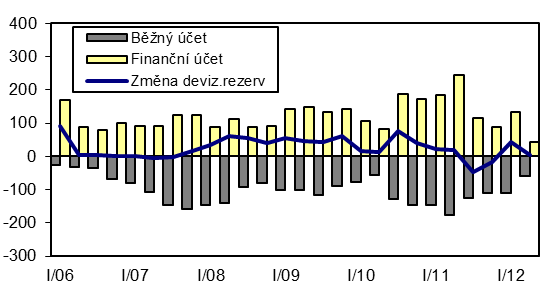 400
300
200
100
0
-100
-200
-300
Běžný účet
Finanční účet
Změna deviz.rezerv
I/06 I/07 I/08 I/09 I/10 I/11 I/12